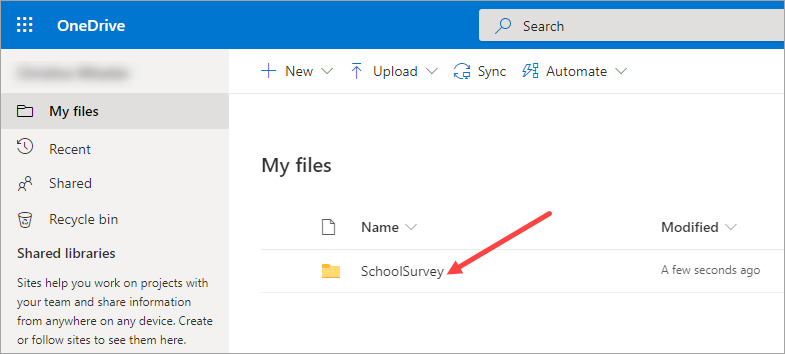 OneDrive
Search
New
Upload
Sync
Automate
My files
Recent
Shared
Recycle bin
Shared libraries
Sites help you work on projects with
your team and share information
from anywhere on any device. Create
or follow sites to see them here.
My files
Name
Modified
SchoolSurvey
A few seconds ago